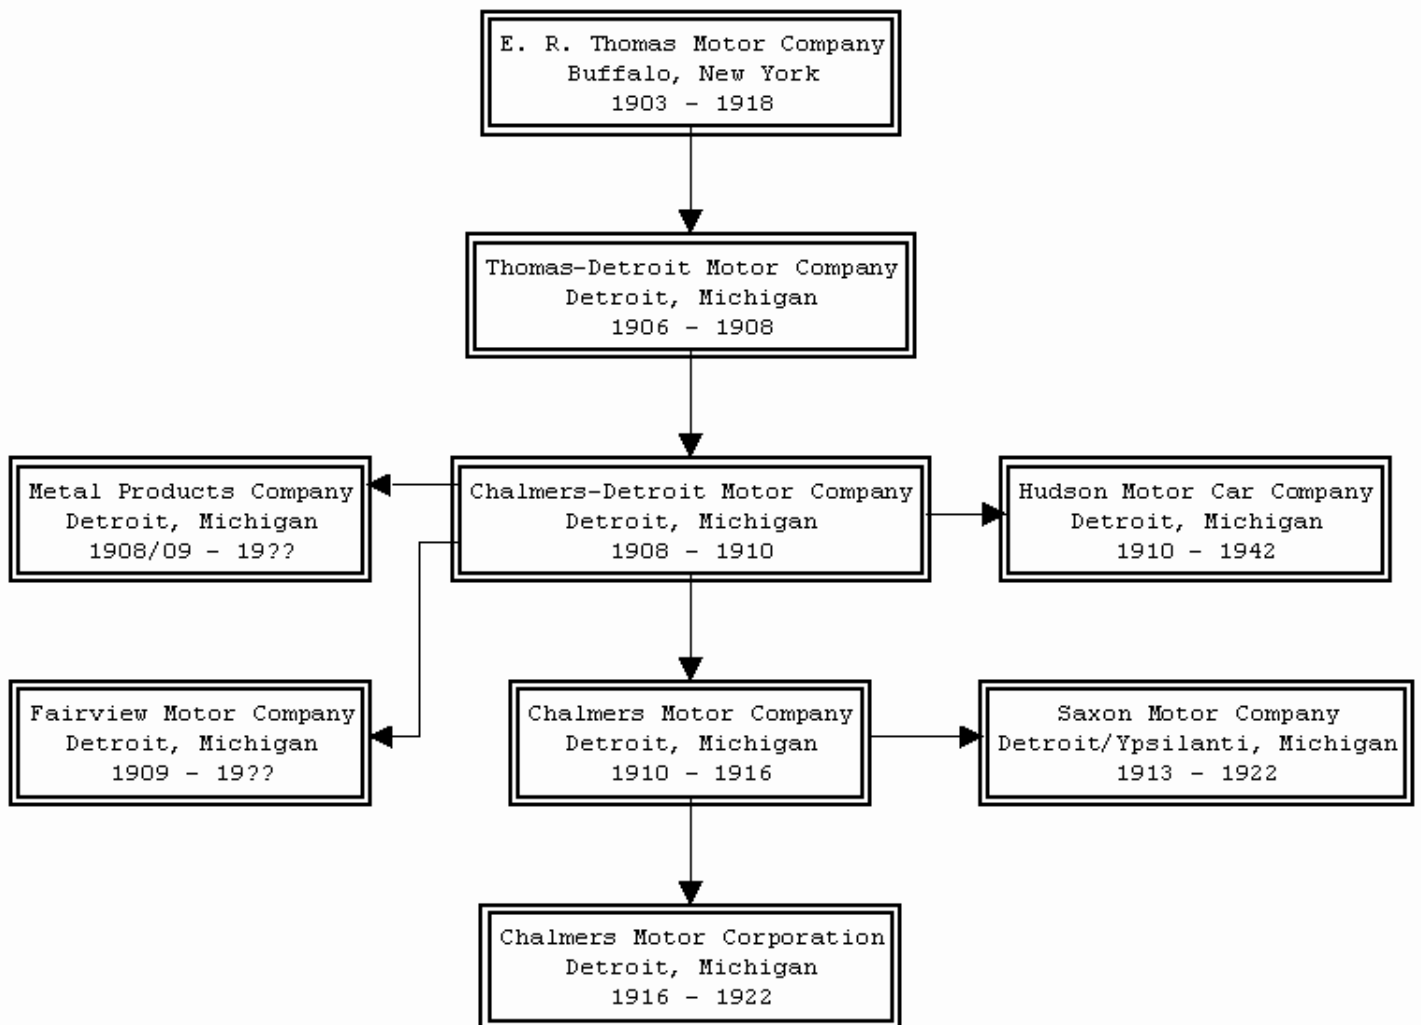 E. R. Thomas Motor Company
Buffalo, New York
1903 - 1918
Thomas-Detroit Motor Company
Detroit, Michigan
1906 - 1908
Metal Products Company
Detroit, Michigan
1908/09 - 19??
Chalmers-Detroit Motor Company
Detroit, Michigan
1908 - 1910
Hudson Motor Car Company
Detroit, Michigan
1910 - 1942
Fairview Motor Company
Detroit, Michigan
1909 - 19??
Chalmers Motor Company
Detroit, Michigan
1910 - 1916
Saxon Motor Company
Detroit/Ypsilanti, Michigan
1913 - 1922
Chalmers Motor Corporation
Detroit, Michigan
1916 - 1922